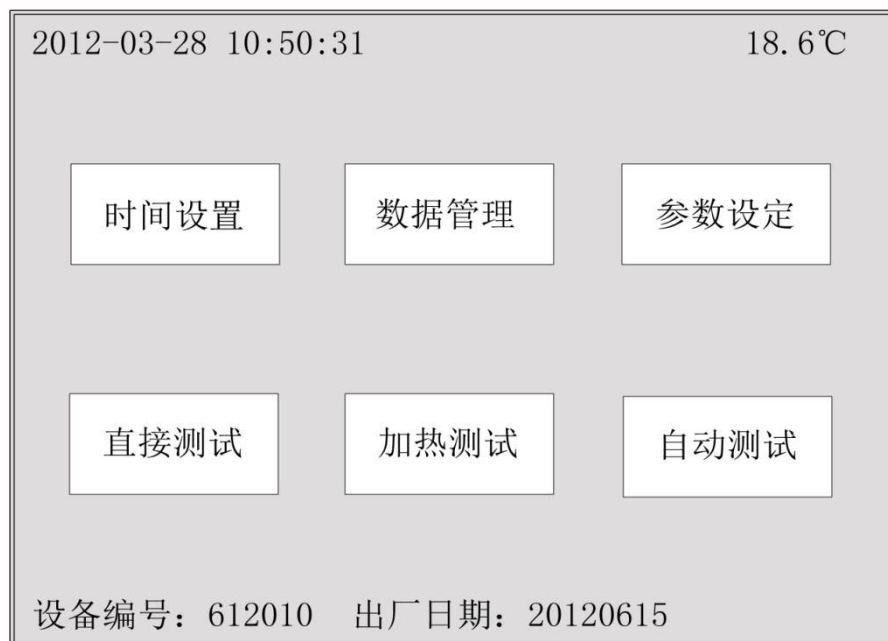 2012-03-28 10:50:31 18.6℃
时间设置 数据管理 参数设定
直接测试 加热测试 自动测试
设备编号：612010 出厂日期：20120615